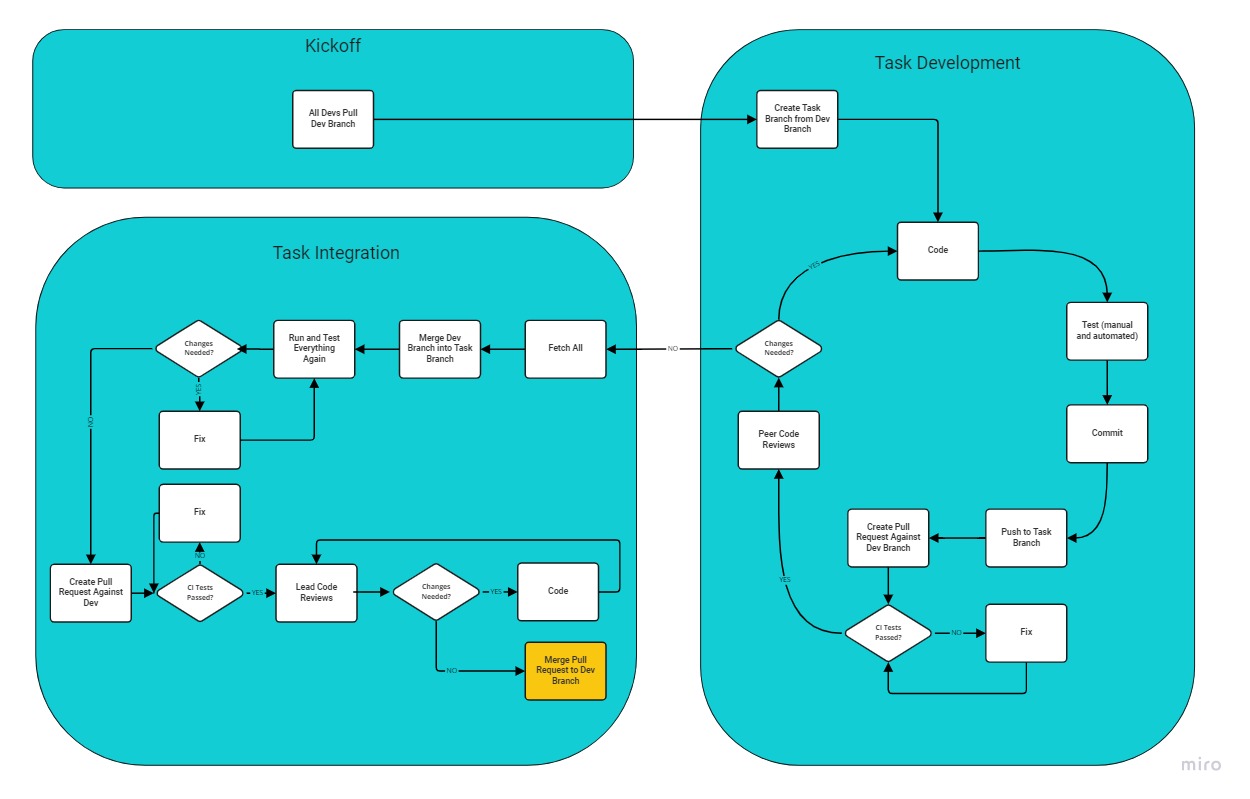 Kickoff
All Devs Pull
Dev Branch
Task Development
Create Task
Branch from Dev
Branch
Code
Test (manual
and automated)
Commit
Push to Task
Branch
Create Pull
Request Against
Dev Branch
CI Tests
Passed?
NO
Fix
YES
Peer Code
Reviews
Changes
Needed?
YES
NO
Task Integration
Fetch All
Merge Dev
Branch into Task
Branch
Run and Test
Everything
Again
Changes
Needed?
YES
Fix
NO
Create Pull
Request Against
Dev
CI Tests
Passed?
NO
Fix
YES
Lead Code
Reviews
Changes
Needed?
YES
Code
NO
Merge Pull
Request to Dev
Branch
miro